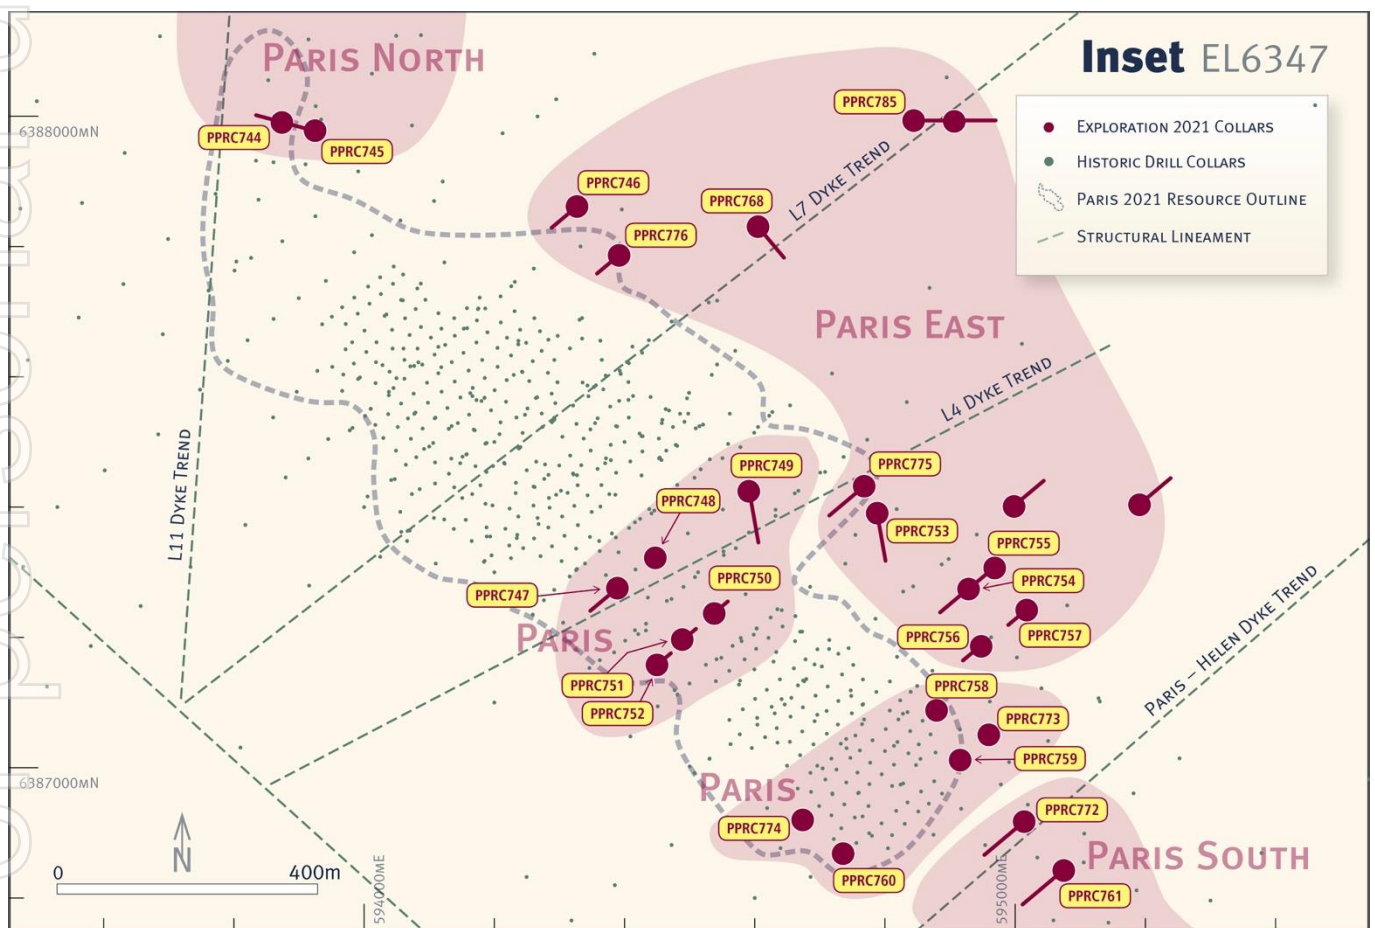 PARIS NORTH
Inset EL6347
EXPLORATION 2021 COLLARS
HISTORIC DRILL COLLARS
PARIS 2021 RESOURCE OUTLINE
STRUCTURAL LINEAMENT
6388000MN
PPRC744
PPRC745
PPRC785
PPRC746
PPRC768
PPRC776
L7 DYKE TREND
PARIS EAST
L4 DYKE TREND
L11 DYKE TREND
PPRC749
PPRC775
PPRC748
PPRC753
PPRC755
PPRC750
PPRC754
PPRC747
PARIS
PPRC756
PPRC757
PARIS – HELEN DYKE TREND
PPRC751
PPRC758
PPRC752
PPRC773
PPRC759
6387000MN
PARIS
PPRC774
PPRC772
PARIS SOUTH
N
0
400m
594000ME
595000ME
PPRC760
PPRC761